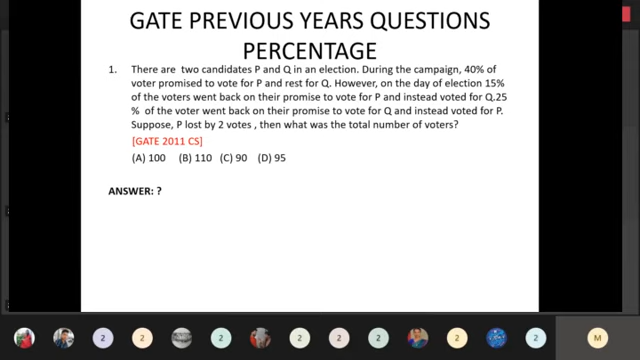 GATE PREVIOUS YEARS QUESTIONS
PERCENTAGE
1. There are two candidates P and Q in an election. During the campaign, 40% of
voter promised to vote for P and rest for Q. However, on the day of election 15%
of the voters went back on their promise to vote for P and instead voted for Q.25
% of the voter went back on their promise to vote for Q and instead voted for P.
Suppose, P lost by 2 votes , then what was the total number of voters?
[GATE 2011 CS]
(A) 100 (B) 110 (C) 90 (D) 95
ANSWER: ?
2 2 2 2 2 2 2 2 M